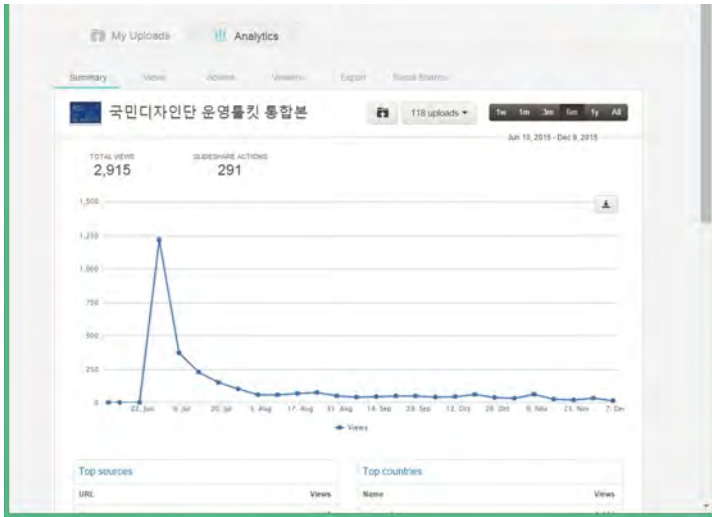 My Uploads Analytics
Summary Views Actions Viewers Export Social Shares
국민디자인단 운영툴킷 통합본
118 uploads
1w 1m 3m 6m 1y All
Jun 10, 2015 - Dec 9, 2015
TOTAL VIEWS SLIDESHARE ACTIONS
2,915 291
1,500
1,250
1,000
750
500
250
0
22. Jun 6. Jul 20. Jul 3. Aug 17. Aug 31. Aug 14. Sep 28. Sep 12. Oct 26. Oct 9. Nov 23. Nov 7. Dec
Views
Top sources Top countries
URL Views Name Views